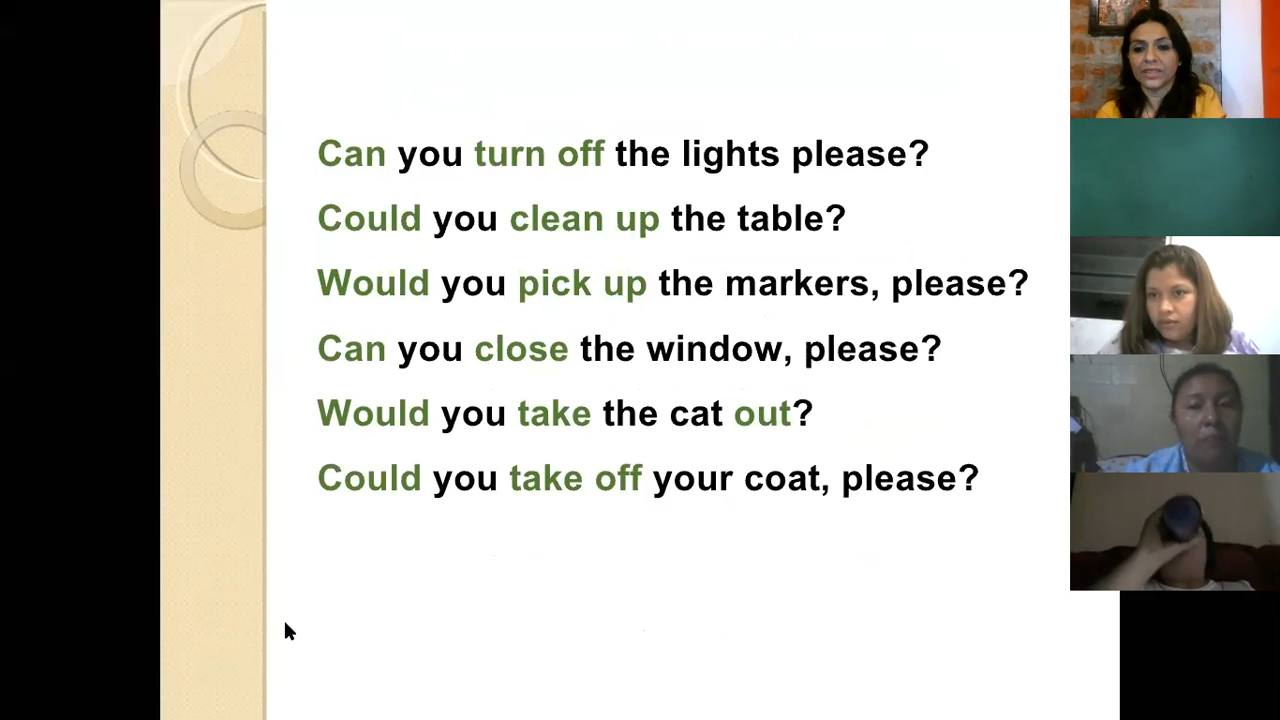 Can you turn off the lights please?
Could you clean up the table?
Would you pick up the markers, please?
Can you close the window, please?
Would you take the cat out?
Could you take off your coat, please?